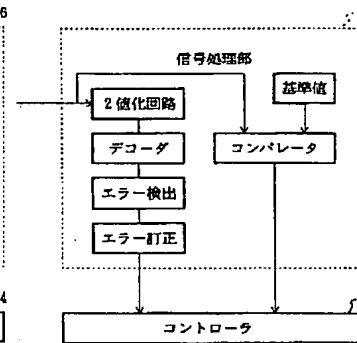 6
信号処理部
2値化回路
基準値
デコーダ
コンパレータ
エラー検出
エラー訂正
4
コントローラ